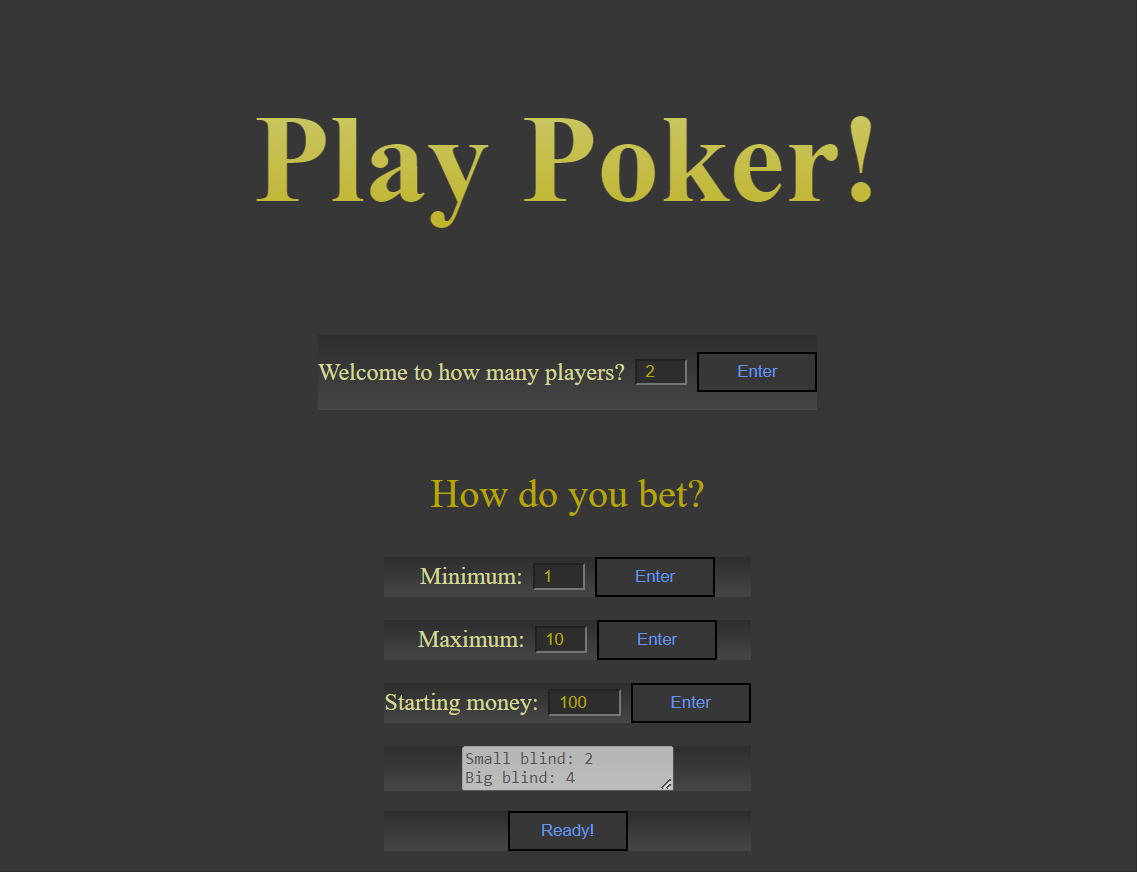 Play Poker!
Welcome to how many players? 2 Enter
How do you bet?
Minimum: 1 Enter
Maximum: 10 Enter
Starting money: 100 Enter
Small blind: 2
Big blind: 4
Ready!